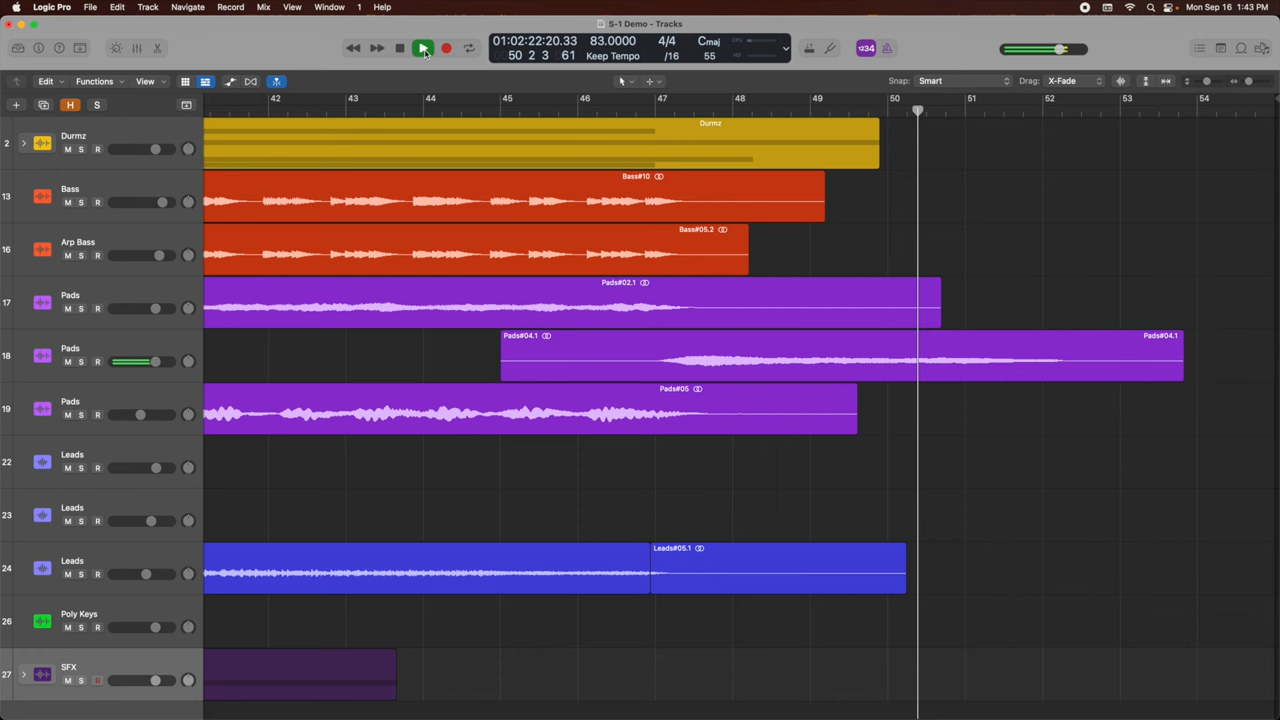 Logic Pro File Edit Track Navigate Record Mix View Window 1 Help Mon Sep 16 1:43 PM
S-1 Demo - Tracks
01:02:22:20.33 83.0000 4/4 Cmaj CPU
50 2 3 61 Keep Tempo /16 55 HD
1234
Edit Functions View Snap: Smart Drag: X-Fade
H S 42 43 44 45 46 47 48 49 50 51 52 53 54
2 Durmz M S R Durmz
13 Bass M S R Bass#10
16 Arp Bass M S R Bass#05.2
17 Pads M S R Pads#02.1
18 Pads M S R Pads#04.1 Pads#04.1
19 Pads M S R Pads#05
22 Leads M S R
23 Leads M S R
24 Leads M S R Leads#05.1
26 Poly Keys M S R
27 SFX M S R